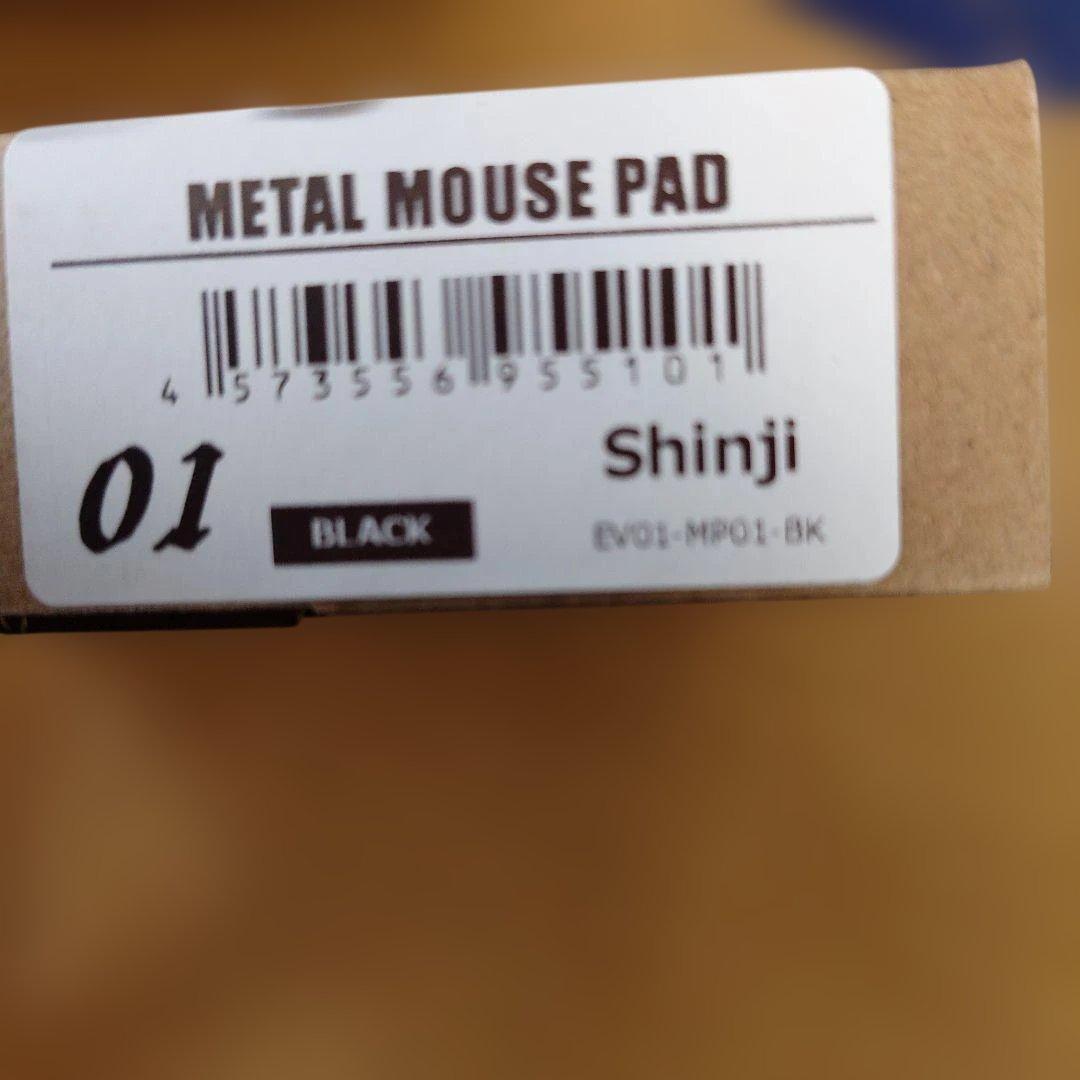 METAL MOUSE PAD
4 573556 955101
01
BLACK
Shinji
EV01-MP01-BK